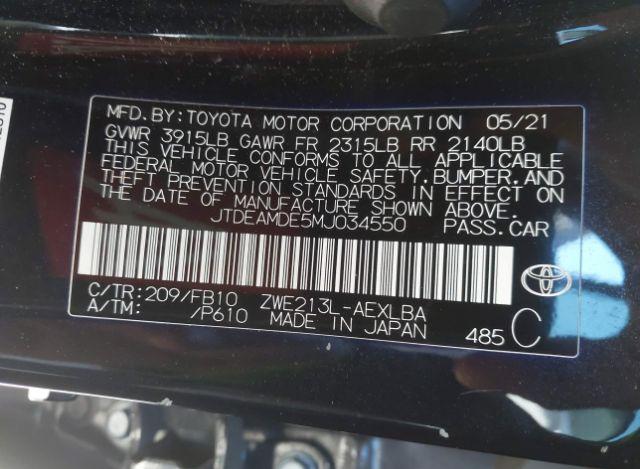 MFD.BY:TOYOTA MOTOR CORPORATION 05/21
GVWR 3915LB GAWR FR 2315LB RR 2140LB
THIS VEHICLE CONFORMS TO ALL APPLICABLE
FEDERAL MOTOR VEHICLE SAFETY.BUMPER.AND
THEFT PREVENTION STANDARDS IN EFFECT ON
THE DATE OF MANUFACTURE SHOWN ABOVE.
JTDEAMDE5MJ034550 PASS.CAR
C/TR:209/FB10 ZWE213L-AEXLBA
A/TM: /P610 MADE IN JAPAN 485 C